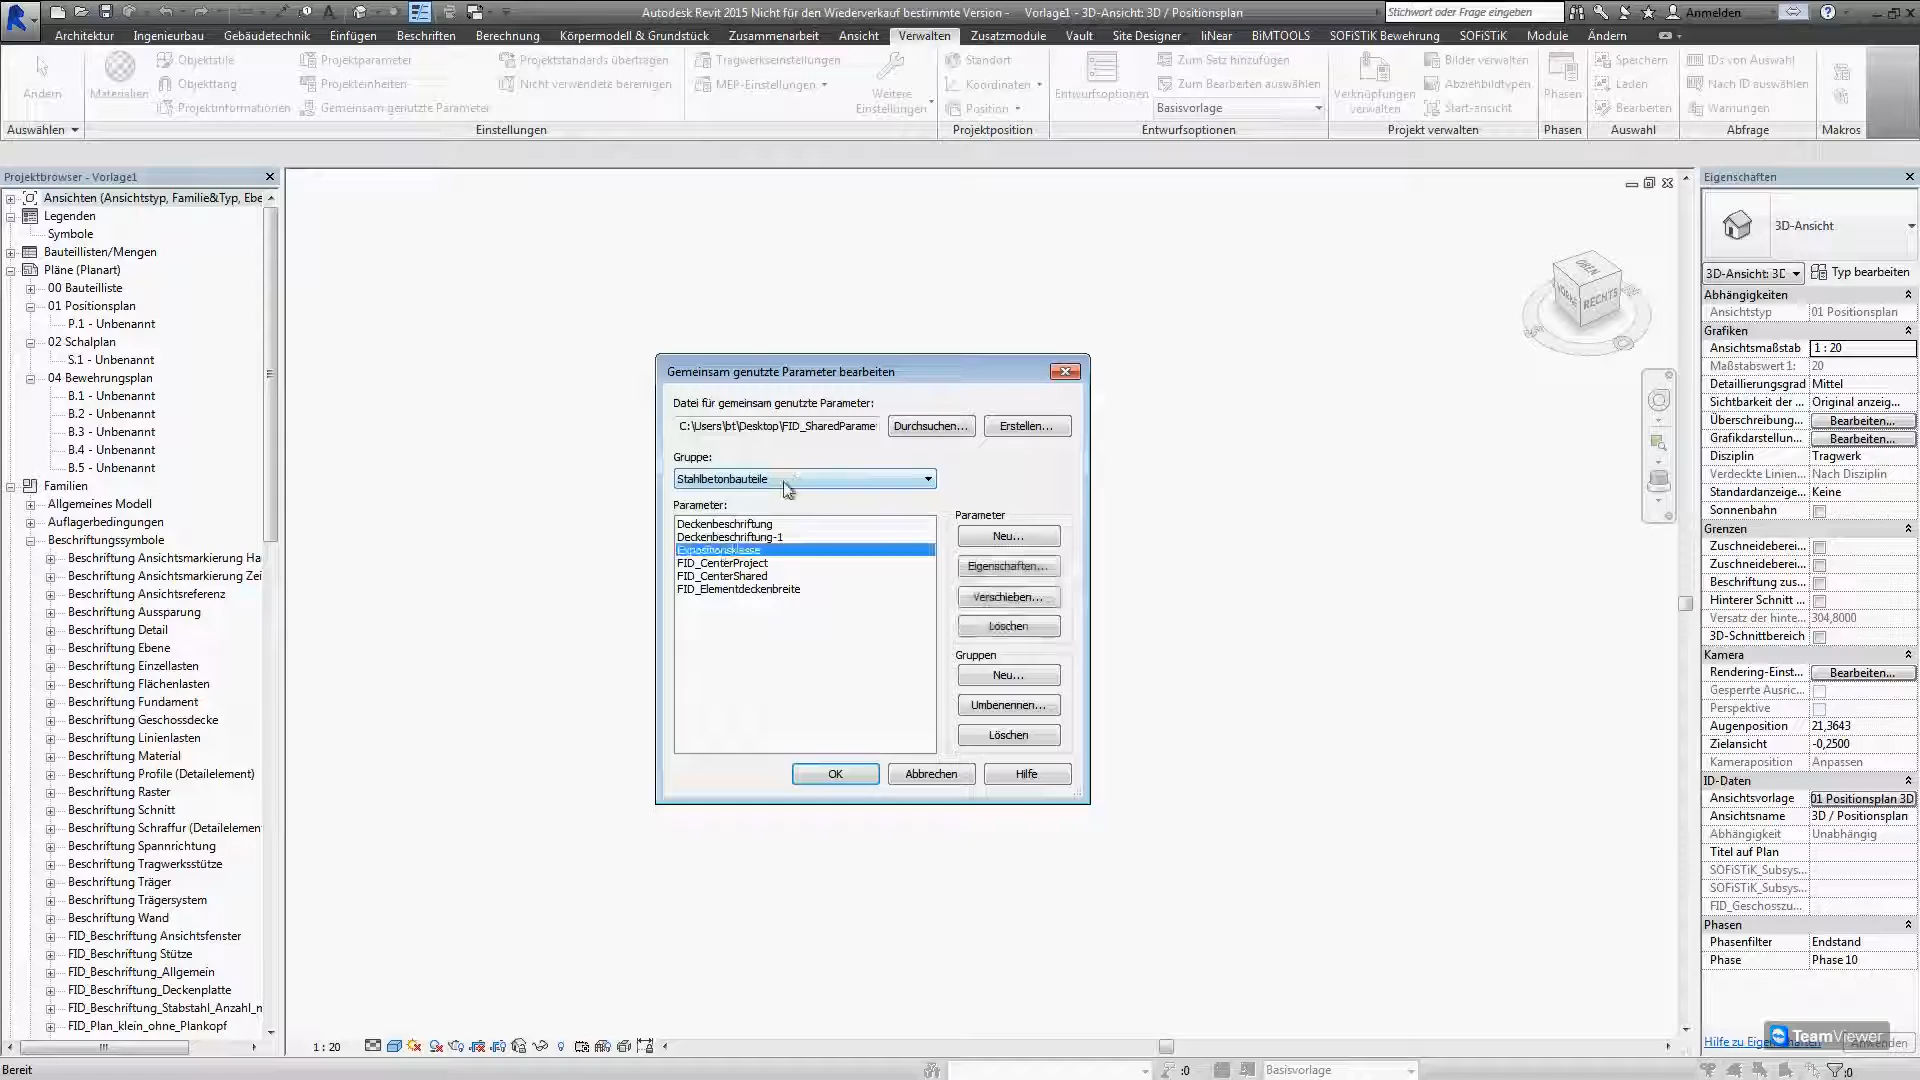 Autodesk Revit 2015 Nicht für den Wiederverkauf bestimmte Version - Vorlage1 - 3D-Ansicht: 3D / Positionsplan
Stichwort oder Frage eingeben
Anmelden
Architektur Ingenieurbau Gebäudetechnik Einfügen Beschriften Berechnung Körpermodell & Grundstück Zusammenarbeit Ansicht Verwalten Zusatzmodule Vault Site Designer liNear BiMTOOLS SOFiSTiK Bewehrung SOFiSTiK Module Ändern
Objektstile Projektparameter Projektstandards übertragen Tragwerkseinstellungen Standort Zum Satz hinzufügen Bilder verwalten Speichern IDs von Auswahl
Objektfang Projekteinheiten Nicht verwendete bereinigen MEP-Einstellungen Koordinaten Zum Bearbeiten auswählen Abziehbildtypen Laden Nach ID auswählen
Ändern Materialien Weitere Entwurfsoptionen Verknüpfungen Phasen
Projektinformationen Gemeinsam genutzte Parameter Einstellungen Position Basisvorlage verwalten Start-ansicht Bearbeiten Warnungen
Auswählen Einstellungen Projektposition Entwurfsoptionen Projekt verwalten Phasen Auswahl Abfrage Makros
Projektbrowser - Vorlage1
Ansichten (Ansichtstyp, Familie&Typ, Ebe
Legenden
Symbole
Bauteillisten/Mengen
Pläne (Planart)
00 Bauteilliste
01 Positionsplan
P.1 - Unbenannt
02 Schalplan
S.1 - Unbenannt
04 Bewehrungsplan
B.1 - Unbenannt
B.2 - Unbenannt
B.3 - Unbenannt
B.4 - Unbenannt
B.5 - Unbenannt
Familien
Allgemeines Modell
Auflagerbedingungen
Beschriftungssymbole
Beschriftung Ansichtsmarkierung Ha
Beschriftung Ansichtsmarkierung Zei
Beschriftung Ansichtsreferenz
Beschriftung Aussparung
Beschriftung Detail
Beschriftung Ebene
Beschriftung Einzellasten
Beschriftung Flächenlasten
Beschriftung Fundament
Beschriftung Geschossdecke
Beschriftung Linienlasten
Beschriftung Material
Beschriftung Profile (Detailelement)
Beschriftung Raster
Beschriftung Schnitt
Beschriftung Schraffur (Detailelemen
Beschriftung Spannrichtung
Beschriftung Tragwerksstütze
Beschriftung Träger
Beschriftung Trägersystem
Beschriftung Wand
FID_Beschriftung Ansichtsfenster
FID_Beschriftung Stütze
FID_Beschriftung_Allgemein
FID_Beschriftung_Deckenplatte
FID_Beschriftung_Stabstahl_Anzahl_n
FID_Plan_klein_ohne_Plankopf
OBEN
RECHTS
Gemeinsam genutzte Parameter bearbeiten
Datei für gemeinsam genutzte Parameter:
C:\Users\bt\Desktop\FID_SharedParame
Durchsuchen...
Erstellen...
Gruppe:
Stahlbetonbauteile
Parameter:
Deckenbeschriftung
Deckenbeschriftung-1
Expositionsklasse
FID_CenterProject
FID_CenterShared
FID_Elementdeckenbreite
Parameter
Neu...
Eigenschaften...
Verschieben...
Löschen
Gruppen
Neu...
Umbenennen...
Löschen
OK
Abbrechen
Hilfe
Eigenschaften
3D-Ansicht
3D-Ansicht: 3D
Typ bearbeiten
Abhängigkeiten
Ansichtstyp 01 Positionsplan
Grafiken
Ansichtsmaßstab 1 : 20
Maßstabswert 1: 20
Detaillierungsgrad Mittel
Sichtbarkeit der ... Original anzeig...
Überschreibung... Bearbeiten...
Grafikdarstellun... Bearbeiten...
Disziplin Tragwerk
Verdeckte Linien... Nach Disziplin
Standardanzeige... Keine
Sonnenbahn
Grenzen
Zuschneideberei...
Zuschneideberei...
Beschriftung zus...
Hinterer Schnitt ...
Versatz der hinte... 304,8000
3D-Schnittbereich
Kamera
Rendering-Einst... Bearbeiten...
Gesperrte Ausric...
Perspektive
Augenposition 21,3643
Zielansicht -0,2500
Kameraposition Anpassen
ID-Daten
Ansichtsvorlage 01 Positionsplan 3D
Ansichtsname 3D / Positionsplan
Abhängigkeit Unabhängig
Titel auf Plan
SOFiSTiK_Subsys...
SOFiSTiK_Subsys...
FID_Geschosszu...
Phasen
Phasenfilter Endstand
Phase Phase 10
TeamViewer
Hilfe zu Eigenschaften Anwenden
1 : 20
Bereit
:0
Basisvorlage
:0